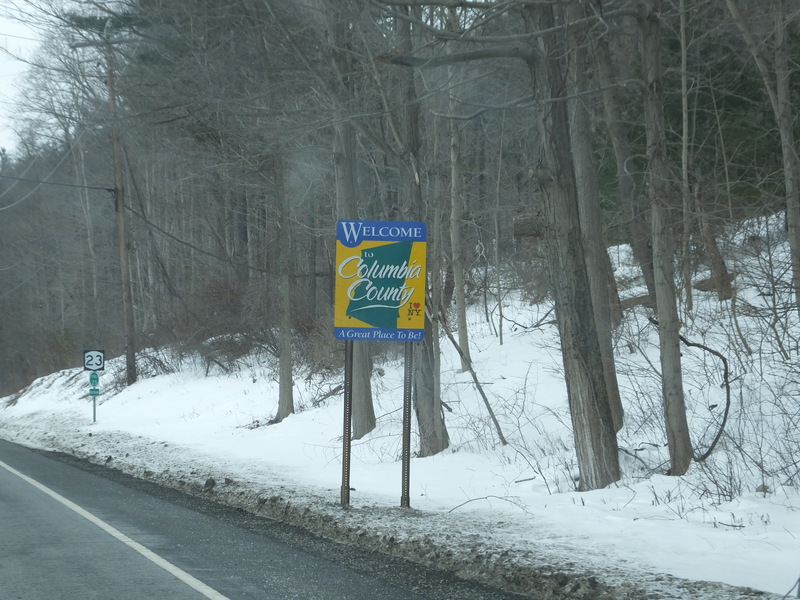 WELCOME
to
Columbia
County
I ♥
NY
A Great Place To Be!
23